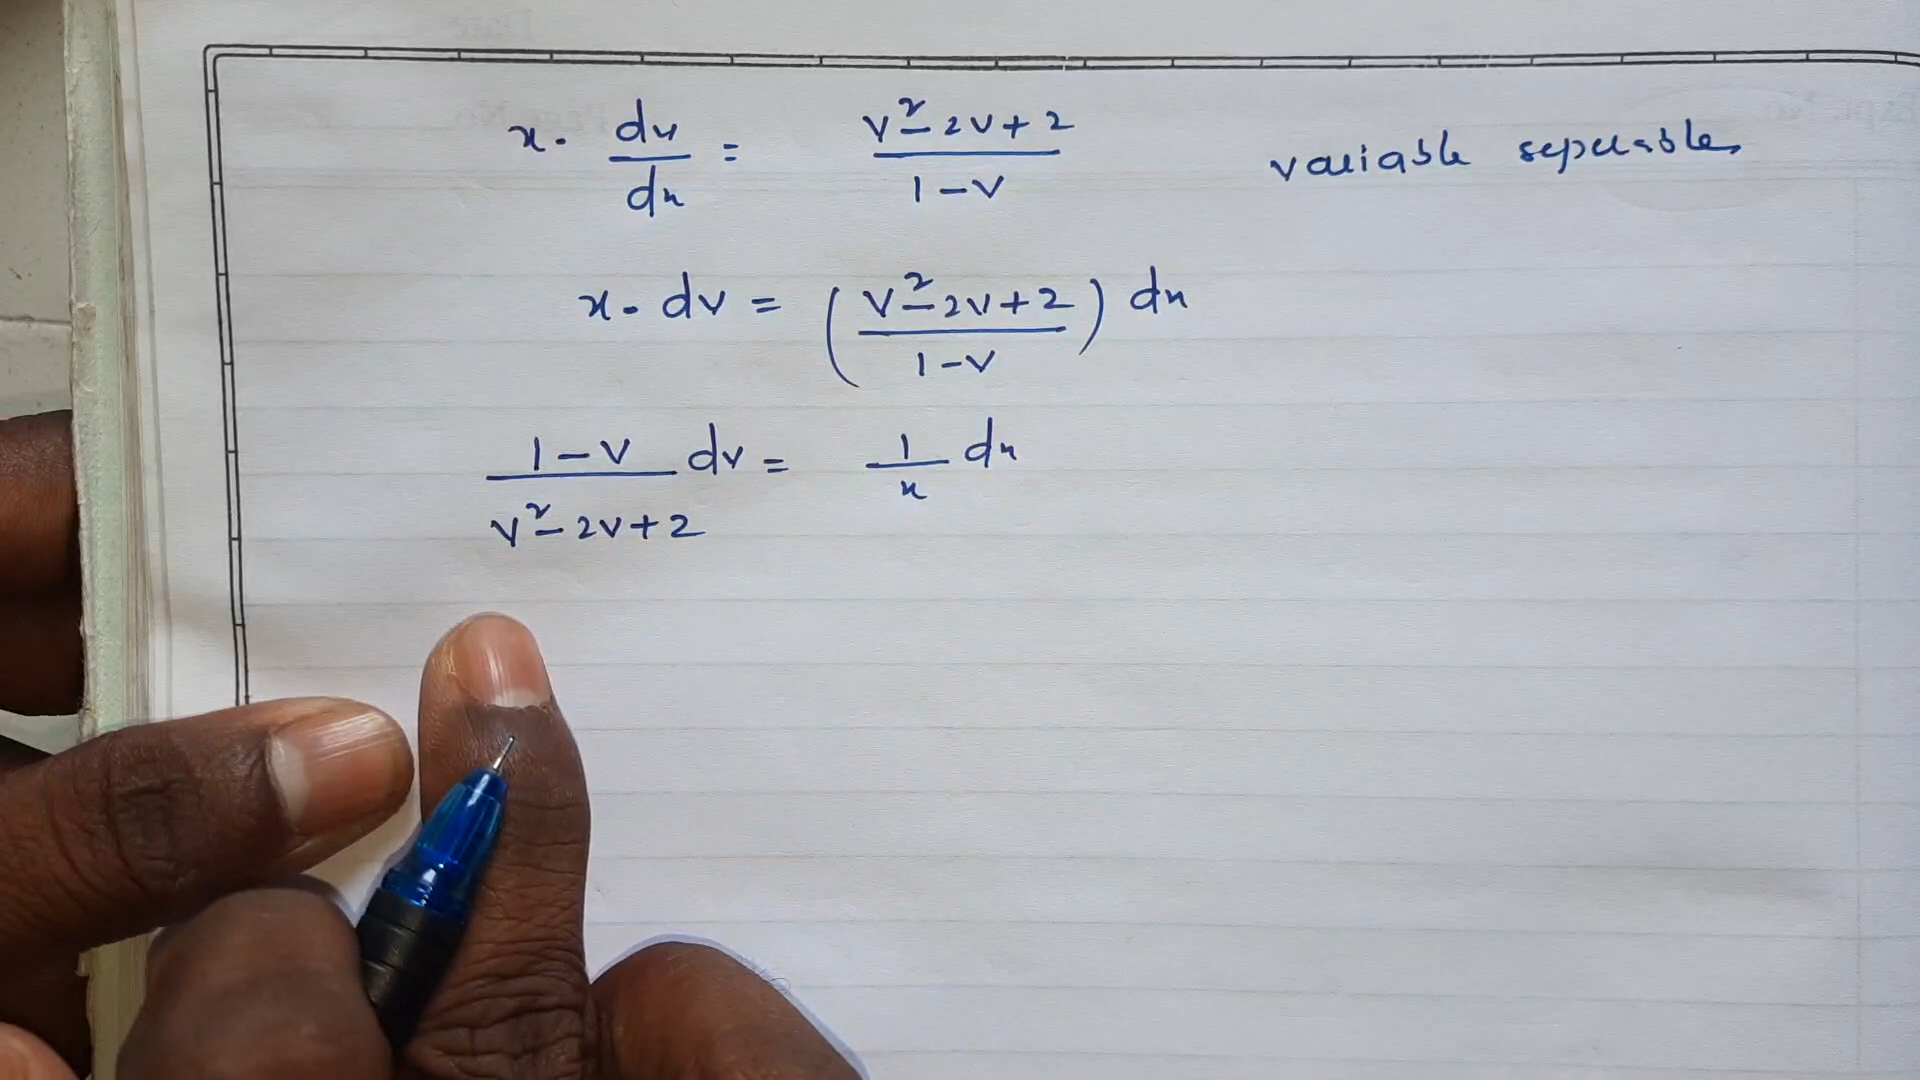 x. dv/dx = v²-2v+2/1-v variable seperable,
x. dv = (v²-2v+2/1-v) dx
1-v/v²-2v+2 dv = 1/x dx